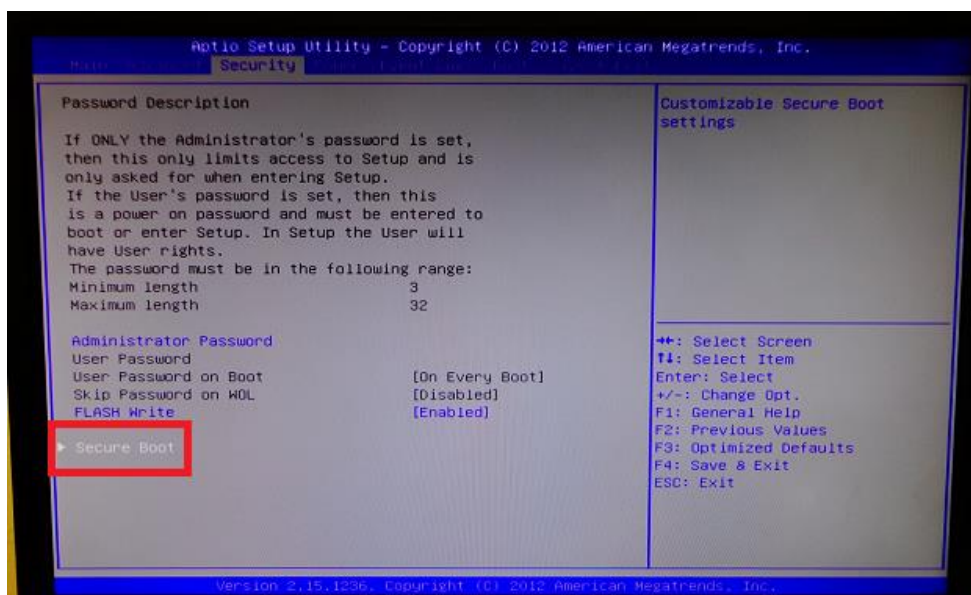 Aptio Setup Utility – Copyright (C) 2012 American Megatrends, Inc.
Main Security
Password Description
If ONLY the Administrator's password is set,
then this only limits access to Setup and is
only asked for when entering Setup.
If the User's password is set, then this
is a power on password and must be entered to
boot or enter Setup. In Setup the User will
have User rights.
The password must be in the following range:
Minimum length 3
Maximum length 32
Administrator Password
User Password
User Password on Boot [On Every Boot]
Skip Password on WOL [Disabled]
FLASH Write [Enabled]
► Secure Boot
Customizable Secure Boot
settings
→←: Select Screen
↑↓: Select Item
Enter: Select
+/-: Change Opt.
F1: General Help
F2: Previous Values
F3: Optimized Defaults
F4: Save & Exit
ESC: Exit
Version 2.15.1236. Copyright (C) 2012 American Megatrends, Inc.